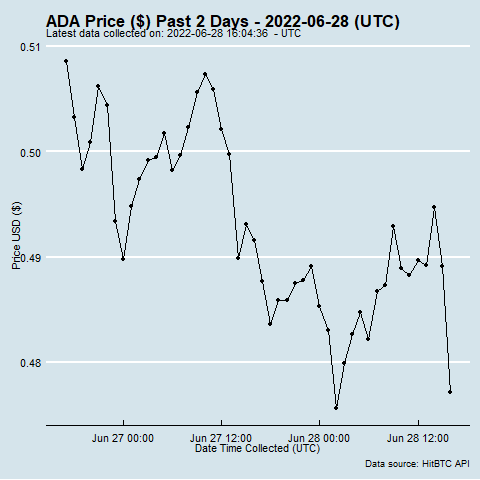 ADA Price ($) Past 2 Days - 2022-06-28 (UTC)
Latest data collected on: 2022-06-28 16:04:36 - UTC
0.51
0.50
0.49
0.48
Price USD ($)
Jun 27 00:00
Jun 27 12:00
Jun 28 00:00
Jun 28 12:00
Date Time Collected (UTC)
Data source: HitBTC API